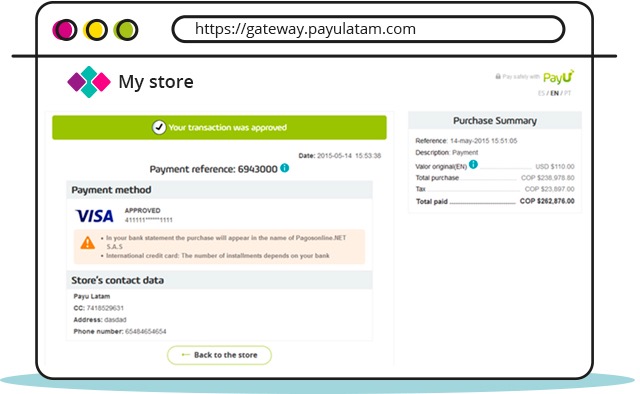 https://gateway.payulatam.com
My store
Pay safely with PayU
ES / EN / PT
Your transaction was approved
Date: 2015-05-14 15:53:38
Payment reference: 6943000
Payment method
VISA
APPROVED
411111******1111
• In your bank statement the purchase will appear in the name of Pagosonline.NET
S.A.S
• International credit card: The number of installments depends on your bank
Store's contact data
Payu Latam
CC: 7418529631
Address: dasdad
Phone number: 65484654654
← Back to the store
Purchase Summary
Reference: 14-may-2015 15:51:05
Description: Payment
Valor original(EN) USD $110.00
Total purchase COP $238,978.80
Tax COP $23,897.00
Total paid COP $262,876.00